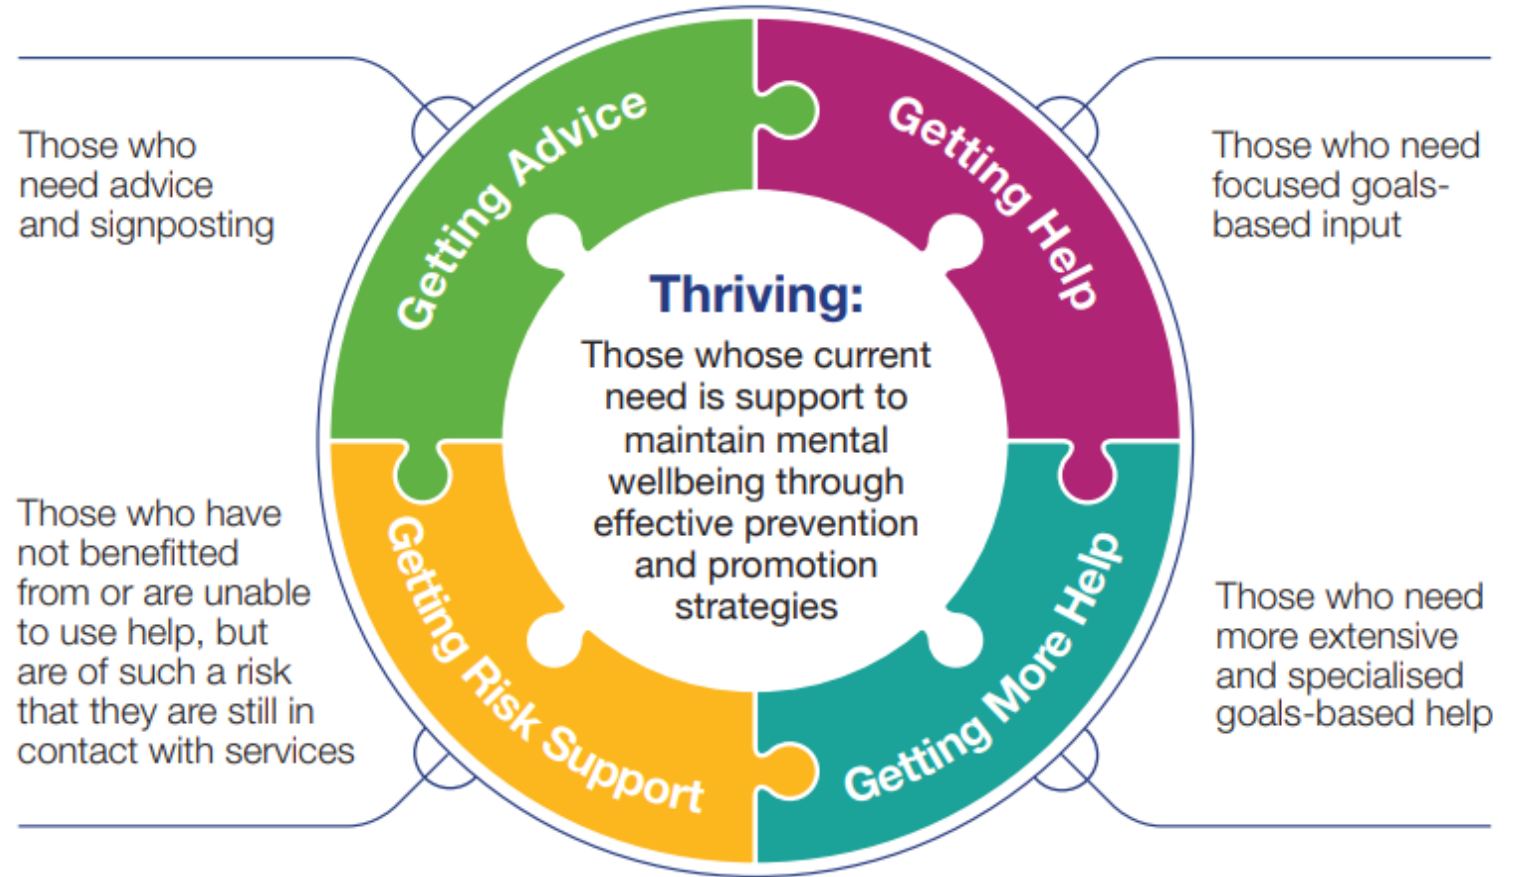 Those who
need advice
and signposting
Getting Advice
Getting Help
Those who need
focused goals-
based input
Thriving:
Those whose current
need is support to
maintain mental
wellbeing through
effective prevention
and promotion
strategies
Those who have
not benefitted
from or are unable
to use help, but
are of such a risk
that they are still in
contact with services
Getting Risk Support
Getting More Help
Those who need
more extensive
and specialised
goals-based help